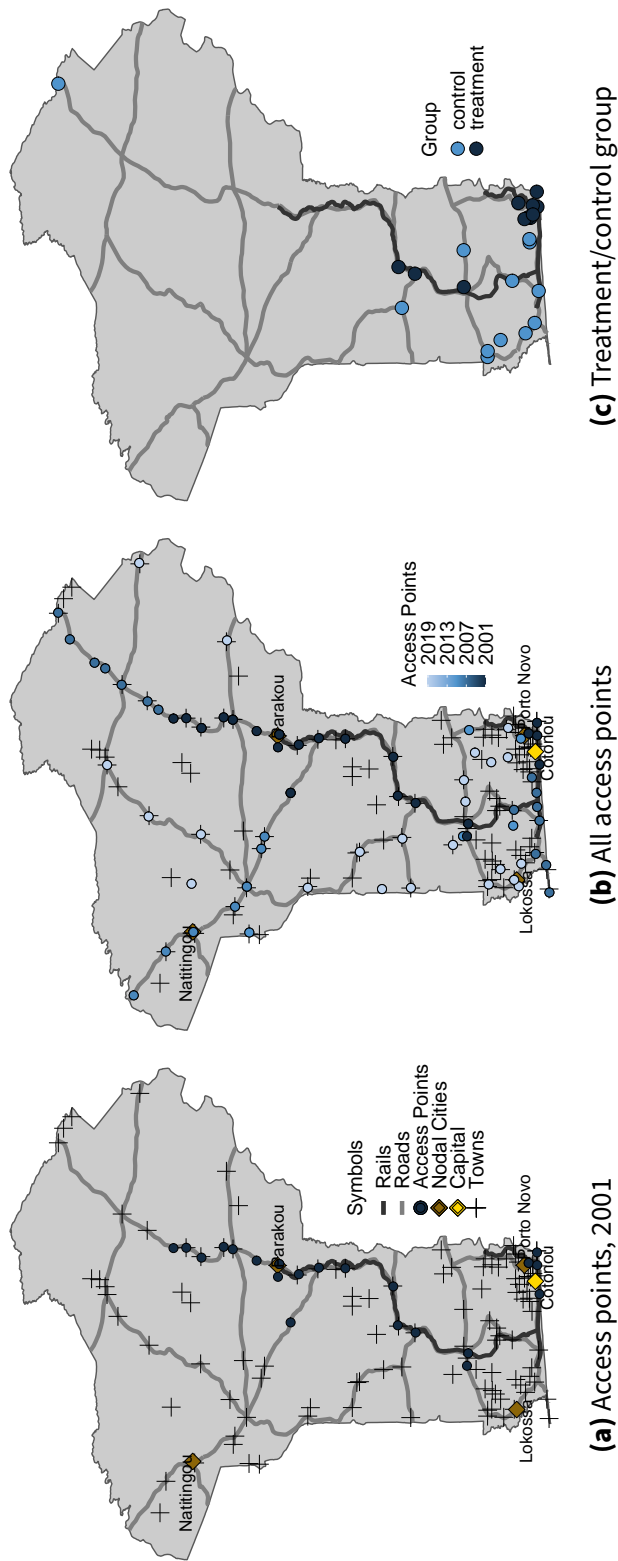 Natitingou
Parakou
Lokossa
Porto Novo
Cotonou
Symbols
Rails
Roads
Access Points
Nodal Cities
Capital
Towns
(a) Access points, 2001
Natitingou
Parakou
Lokossa
Porto Novo
Cotonou
Access Points
2019
2013
2007
2001
(b) All access points
Group
control
treatment
(c) Treatment/control group